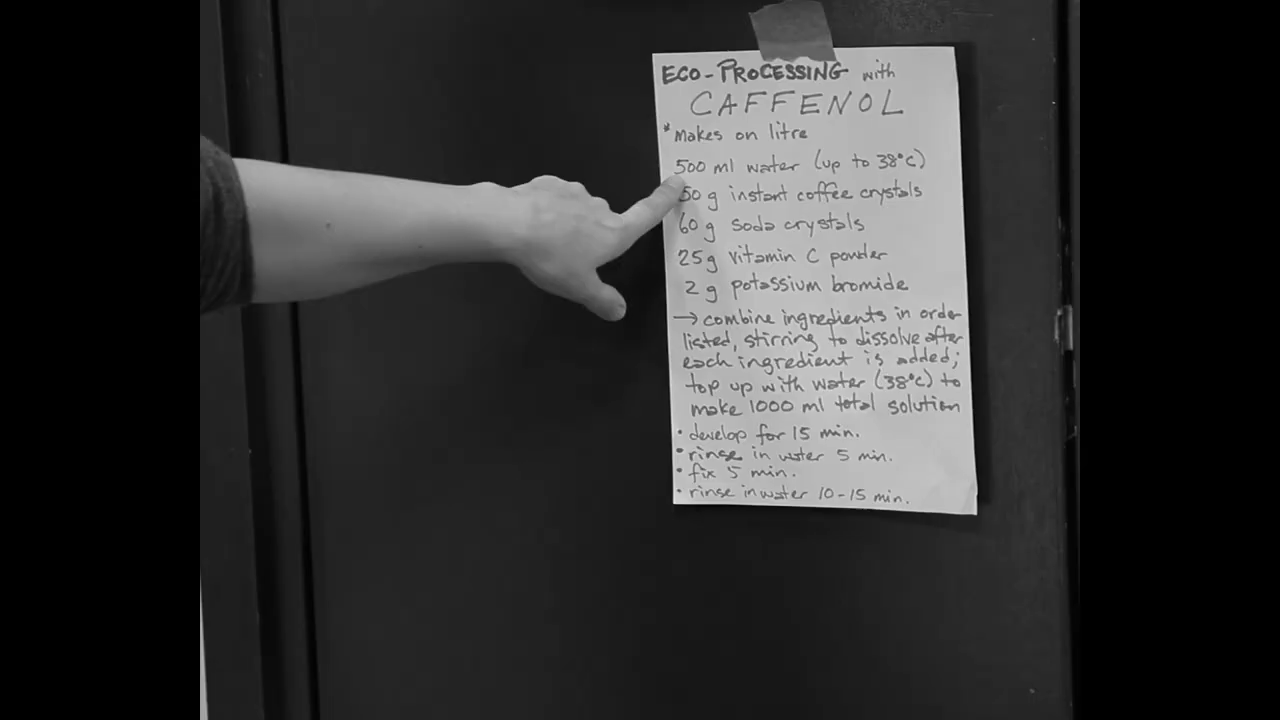 ECO-PROCESSING with
CAFFENOL
*Makes on litre
500 ml water (up to 38°C)
50 g instant coffee crystals
60 g soda crystals
25g vitamin C powder
2 g potassium bromide
→ combine ingredients in order
listed, stirring to dissolve after
each ingredient is added;
top up with water (38°C) to
make 1000 ml total solution
• develop for 15 min.
• rinse in water 5 min.
• fix 5 min.
• rinse in water 10-15 min.